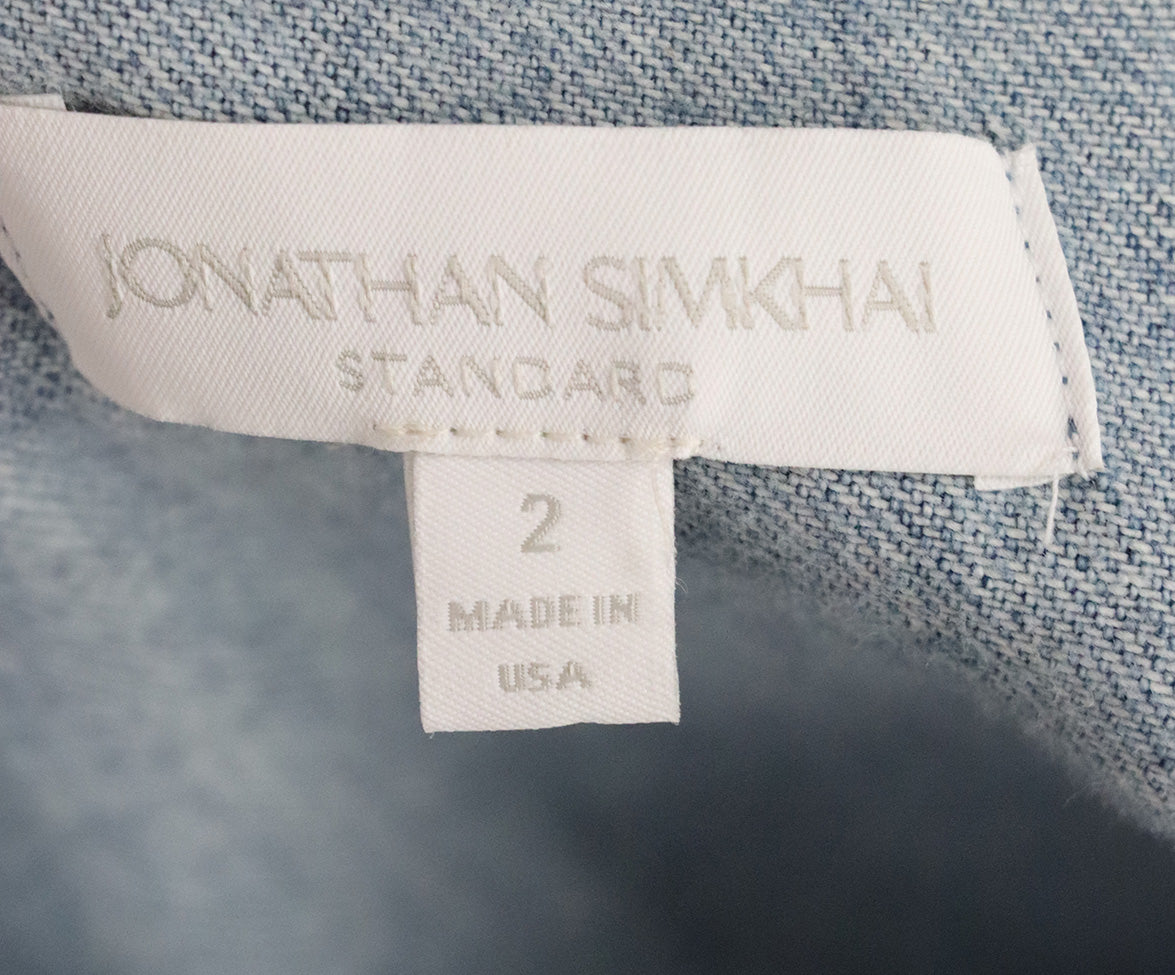 JONATHAN SIMKHAI
STANDARD
2
MADE IN
USA